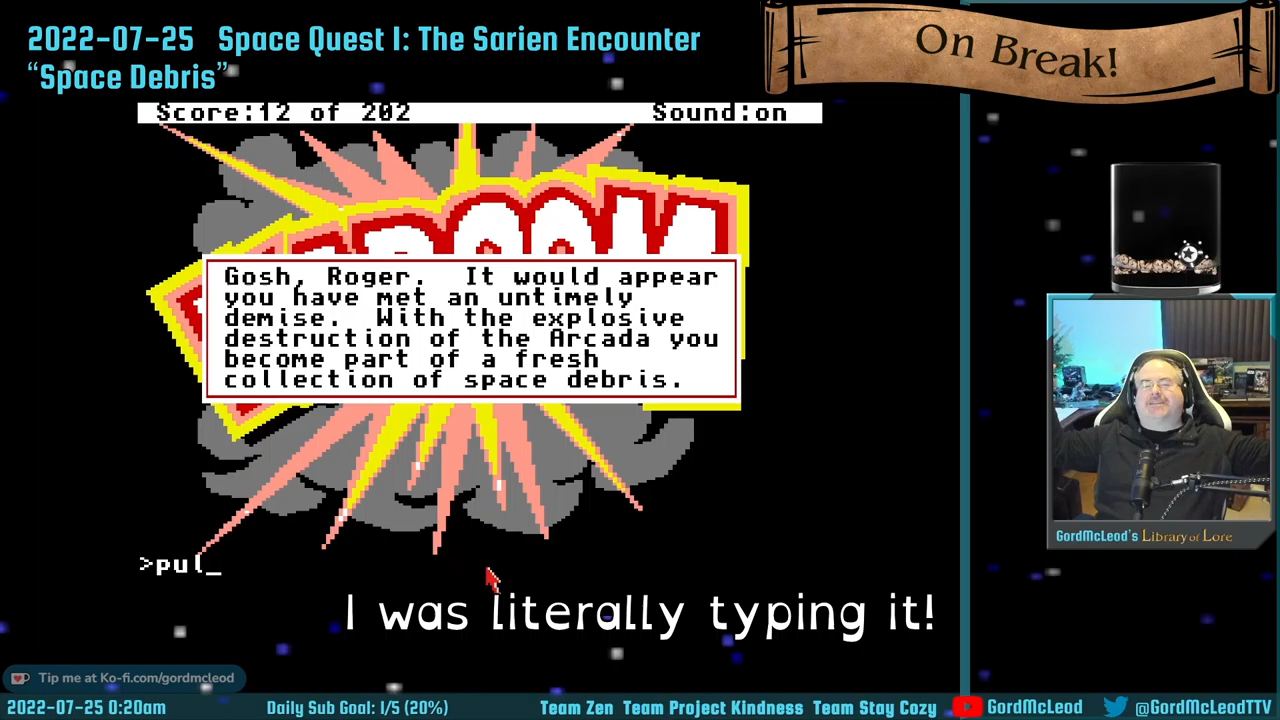 2022-07-25 Space Quest I: The Sarien Encounter
“Space Debris”
On Break!
Score:12 of 202 Sound:on
Gosh, Roger. It would appear
you have met an untimely
demise. With the explosive
destruction of the Arcada you
become part of a fresh
collection of space debris.
>pul_
I was literally typing it!
GordMcLeod's Library of Lore
Tip me at Ko-fi.com/gordmcleod
2022-07-25 0:20am Daily Sub Goal: 1/5 (20%) Team Zen Team Project Kindness Team Stay Cozy GordMcLeod @GordMcLeodTTV